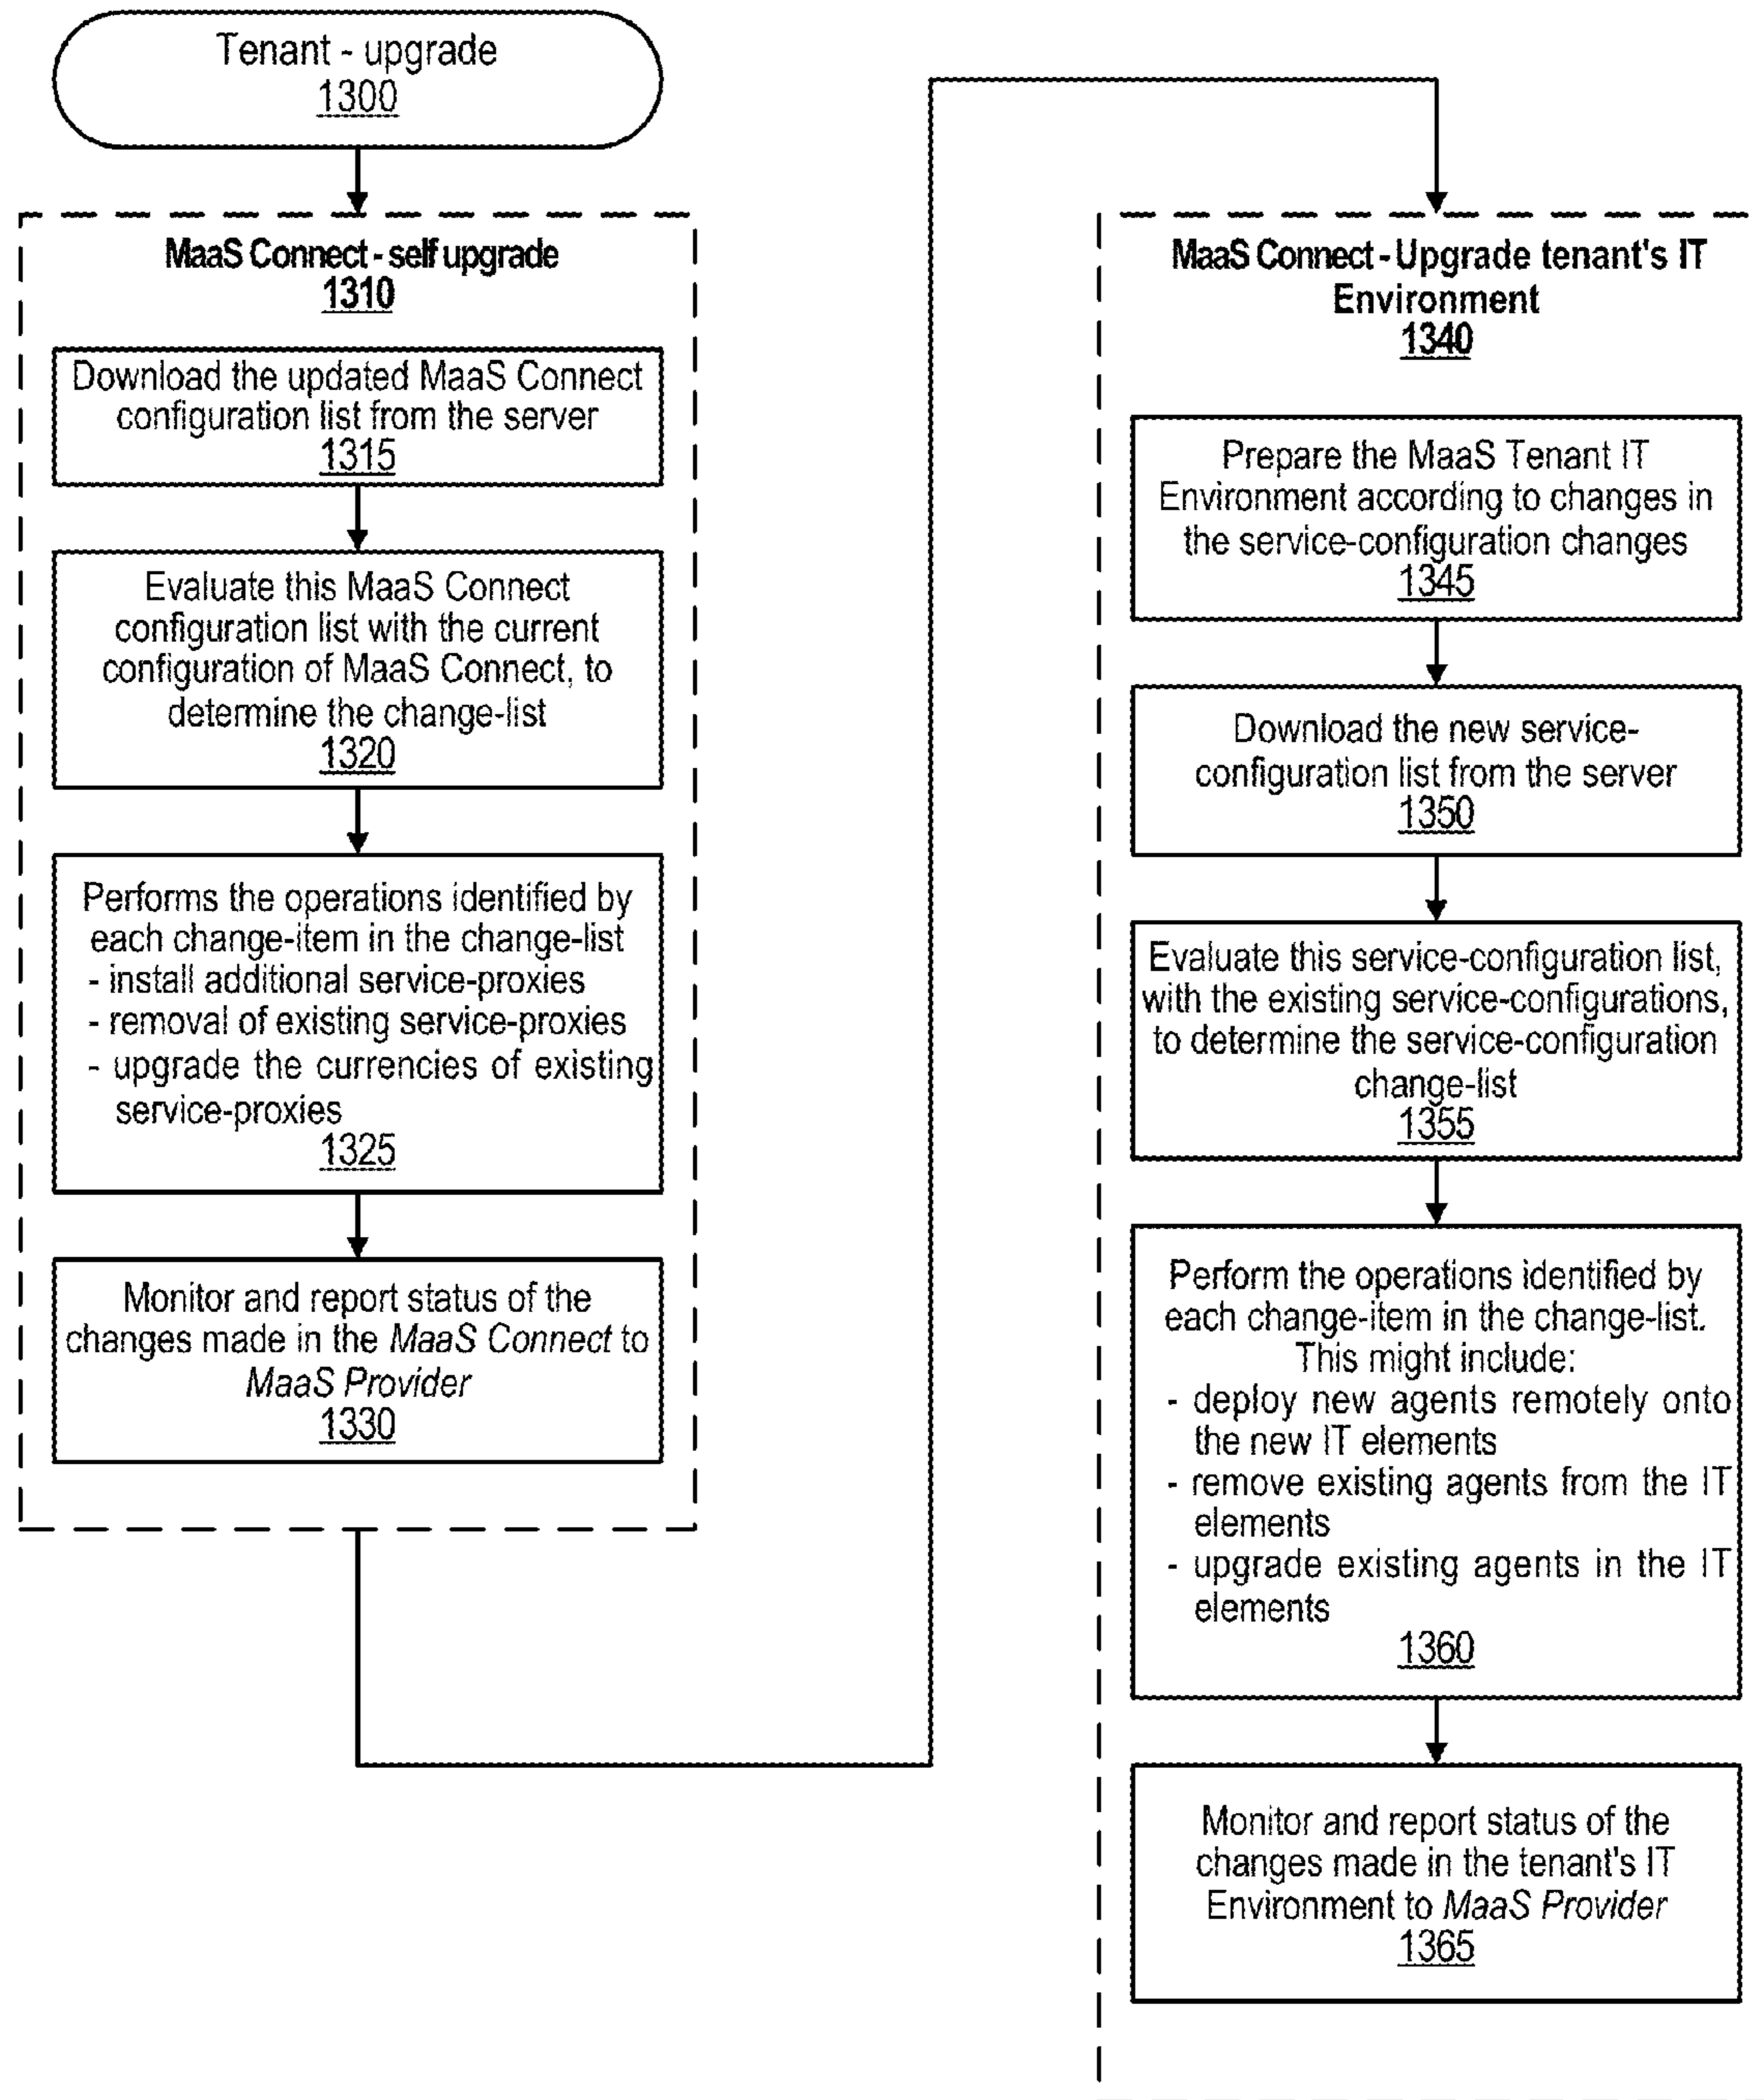 Tenant - upgrade
1300
MaaS Connect - self upgrade
1310
Download the updated MaaS Connect
configuration list from the server
1315
Evaluate this MaaS Connect
configuration list with the current
configuration of MaaS Connect, to
determine the change-list
1320
Performs the operations identified by
each change-item in the change-list
- install additional service-proxies
- removal of existing service-proxies
- upgrade the currencies of existing
service-proxies
1325
Monitor and report status of the
changes made in the MaaS Connect to
MaaS Provider
1330
MaaS Connect - Upgrade tenant's IT
Environment
1340
Prepare the MaaS Tenant IT
Environment according to changes in
the service-configuration changes
1345
Download the new service-
configuration list from the server
1350
Evaluate this service-configuration list,
with the existing service-configurations,
to determine the service-configuration
change-list
1355
Perform the operations identified by
each change-item in the change-list.
This might include:
- deploy new agents remotely onto
the new IT elements
- remove existing agents from the IT
elements
- upgrade existing agents in the IT
elements
1360
Monitor and report status of the
changes made in the tenant's IT
Environment to MaaS Provider
1365